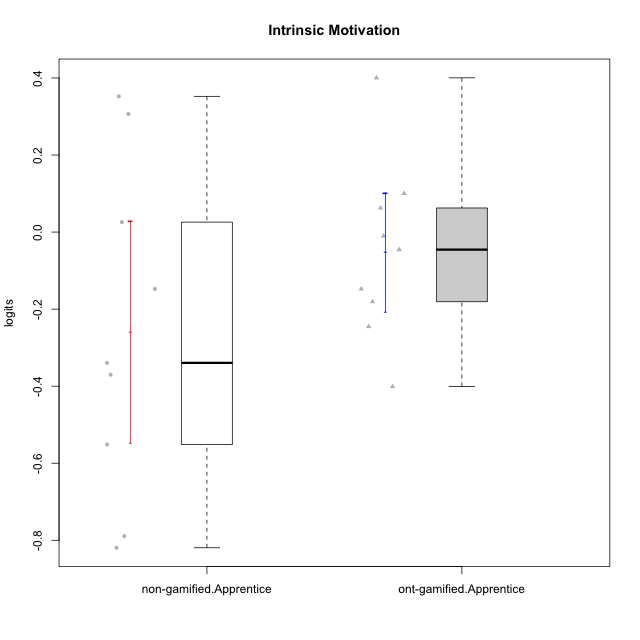 Intrinsic Motivation
logits
0.4
0.2
0.0
-0.2
-0.4
-0.6
-0.8
non-gamified.Apprentice
ont-gamified.Apprentice